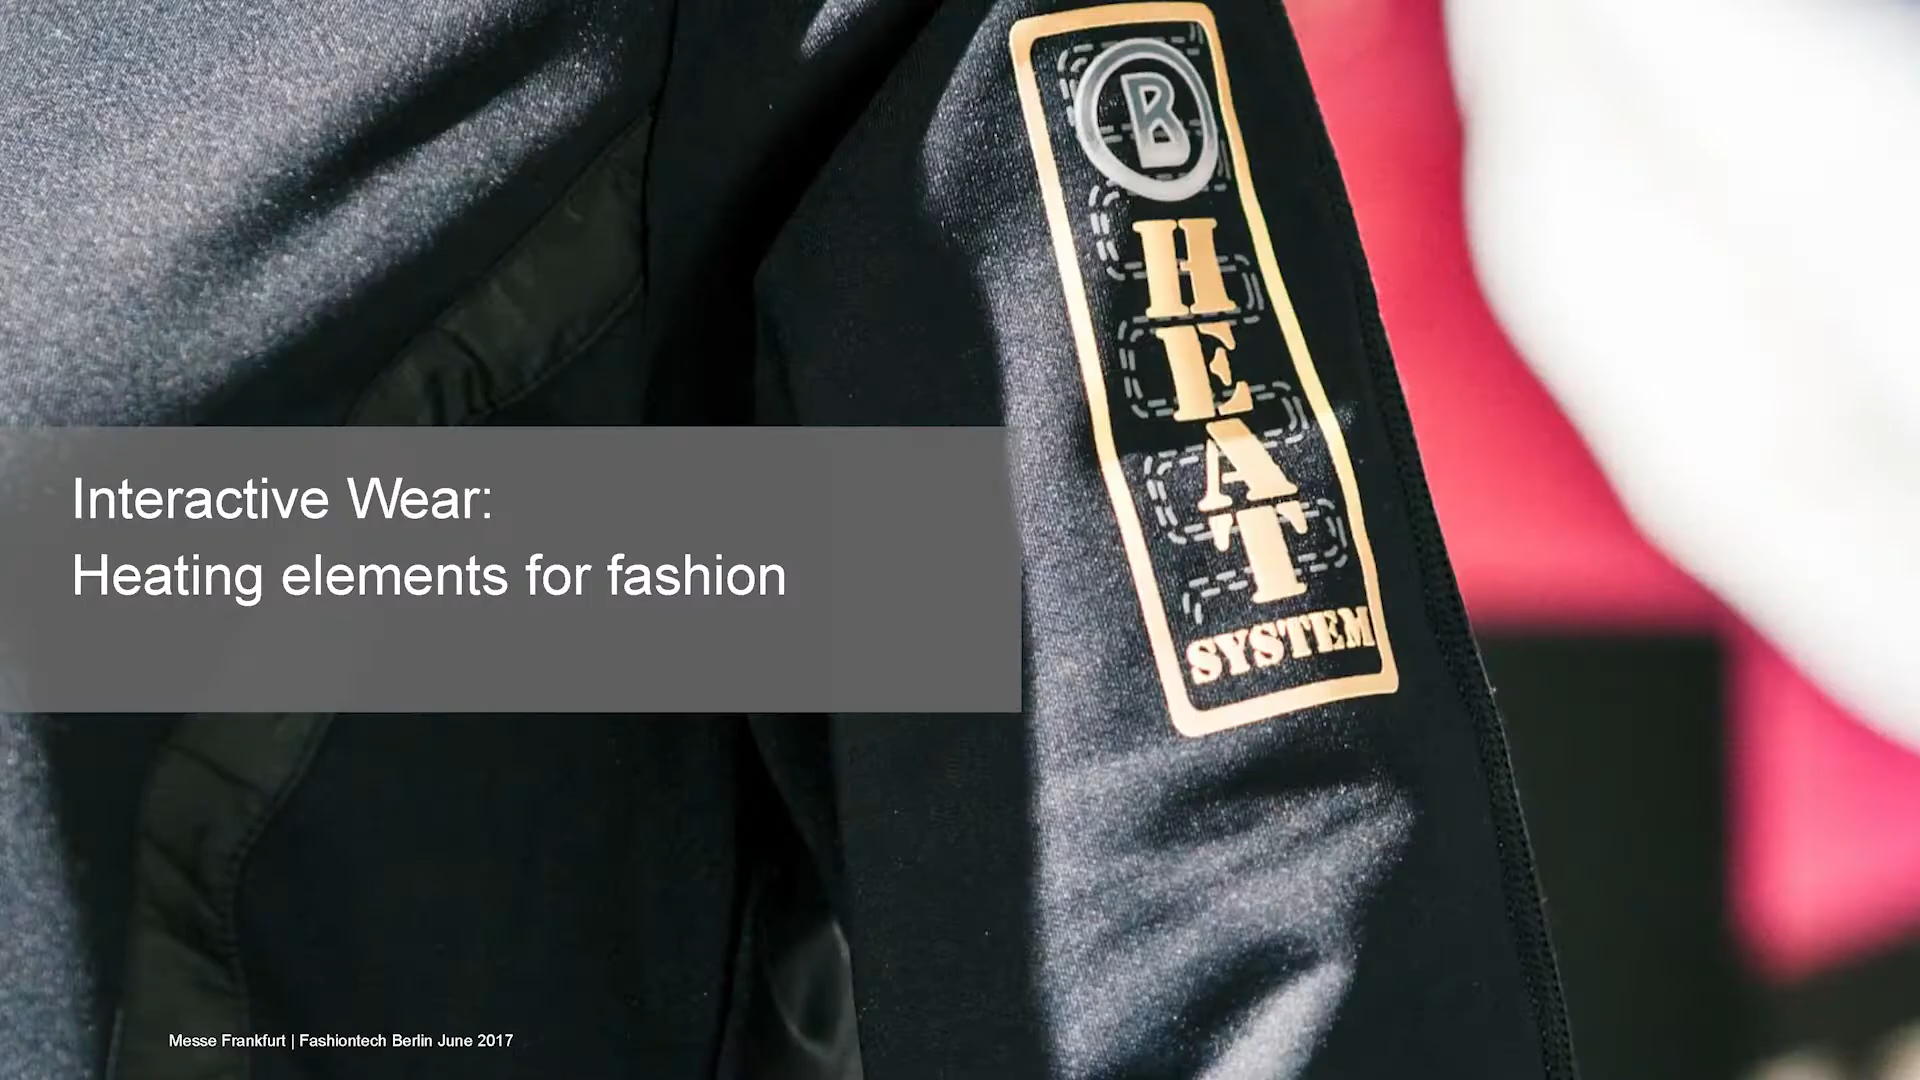 B
HEAT
SYSTEM
Interactive Wear:
Heating elements for fashion
Messe Frankfurt | Fashiontech Berlin June 2017